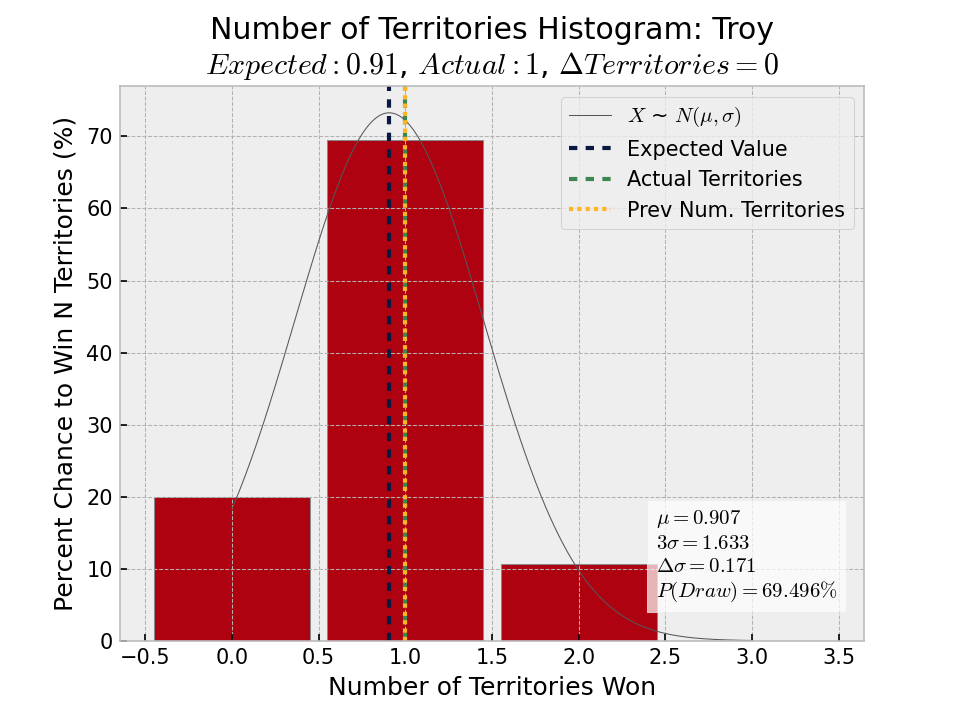 Number of Territories Histogram: Troy
Expected : 0.91, Actual : 1, ΔTerritories = 0
X ~ N(μ, σ)
Expected Value
Actual Territories
Prev Num. Territories
Percent Chance to Win N Territories (%)
70
60
50
40
30
20
10
0
μ = 0.907
3σ = 1.633
Δσ = 0.171
P(Draw) = 69.496%
−0.5 0.0 0.5 1.0 1.5 2.0 2.5 3.0 3.5
Number of Territories Won